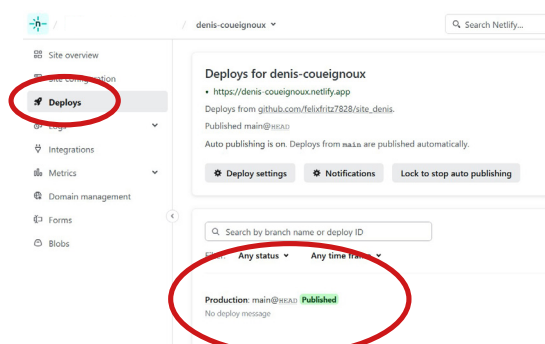 / / denis-coueignoux
Search Netlify...
Site overview
Site configuration
Deploys
Logs
Integrations
Metrics
Domain management
Forms
Blobs
Deploys for denis-coueignoux
• https://denis-coueignoux.netlify.app
Deploys from github.com/felixfritz7828/site_denis.
Published main@HEAD
Auto publishing is on. Deploys from main are published automatically.
Deploy settings Notifications Lock to stop auto publishing
Search by branch name or deploy ID
Any status Any time frame
Production: main@HEAD Published
No deploy message